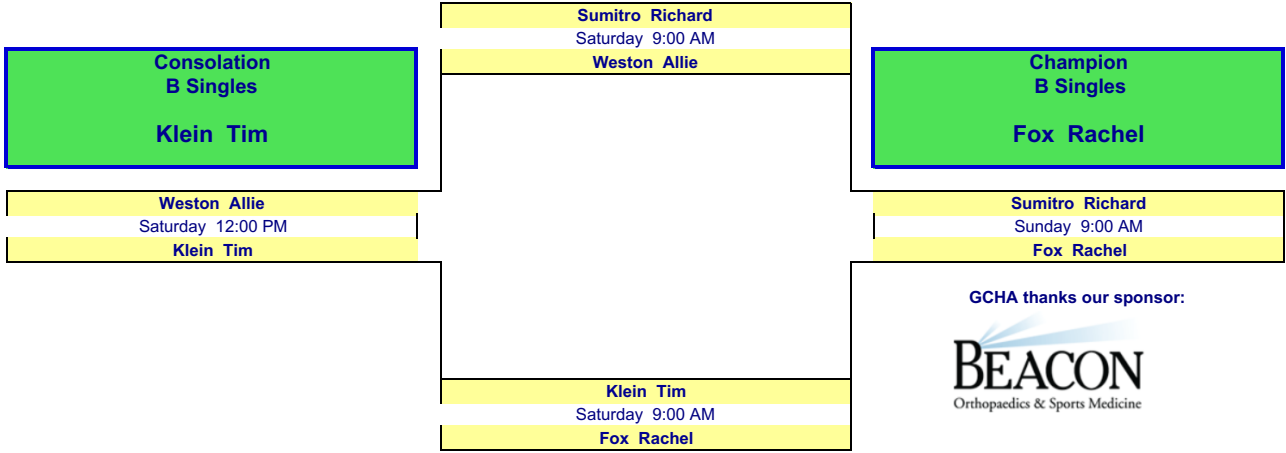 Sumitro Richard
Saturday 9:00 AM
Weston Allie
Consolation
B Singles
Klein Tim
Champion
B Singles
Fox Rachel
Weston Allie
Saturday 12:00 PM
Klein Tim
Sumitro Richard
Sunday 9:00 AM
Fox Rachel
GCHA thanks our sponsor:
BEACON
Orthopaedics & Sports Medicine
Klein Tim
Saturday 9:00 AM
Fox Rachel